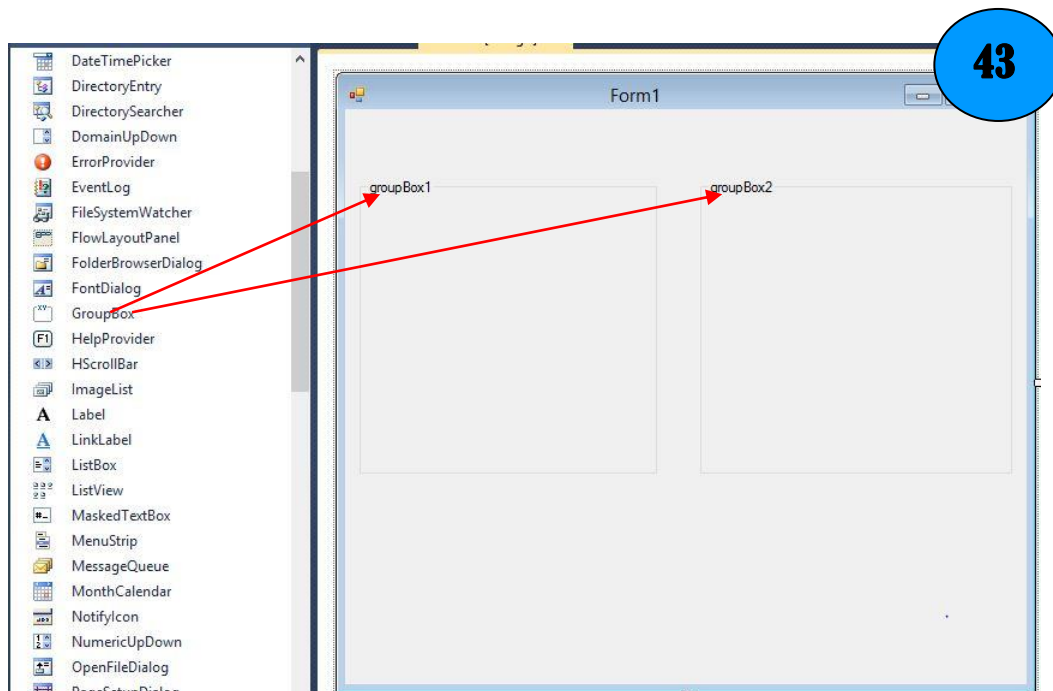 43
DateTimePicker
DirectoryEntry
DirectorySearcher
DomainUpDown
ErrorProvider
EventLog
FileSystemWatcher
FlowLayoutPanel
FolderBrowserDialog
FontDialog
GroupBox
HelpProvider
HScrollBar
ImageList
Label
LinkLabel
ListBox
ListView
MaskedTextBox
MenuStrip
MessageQueue
MonthCalendar
NotifyIcon
NumericUpDown
OpenFileDialog
Form1
groupBox1
groupBox2